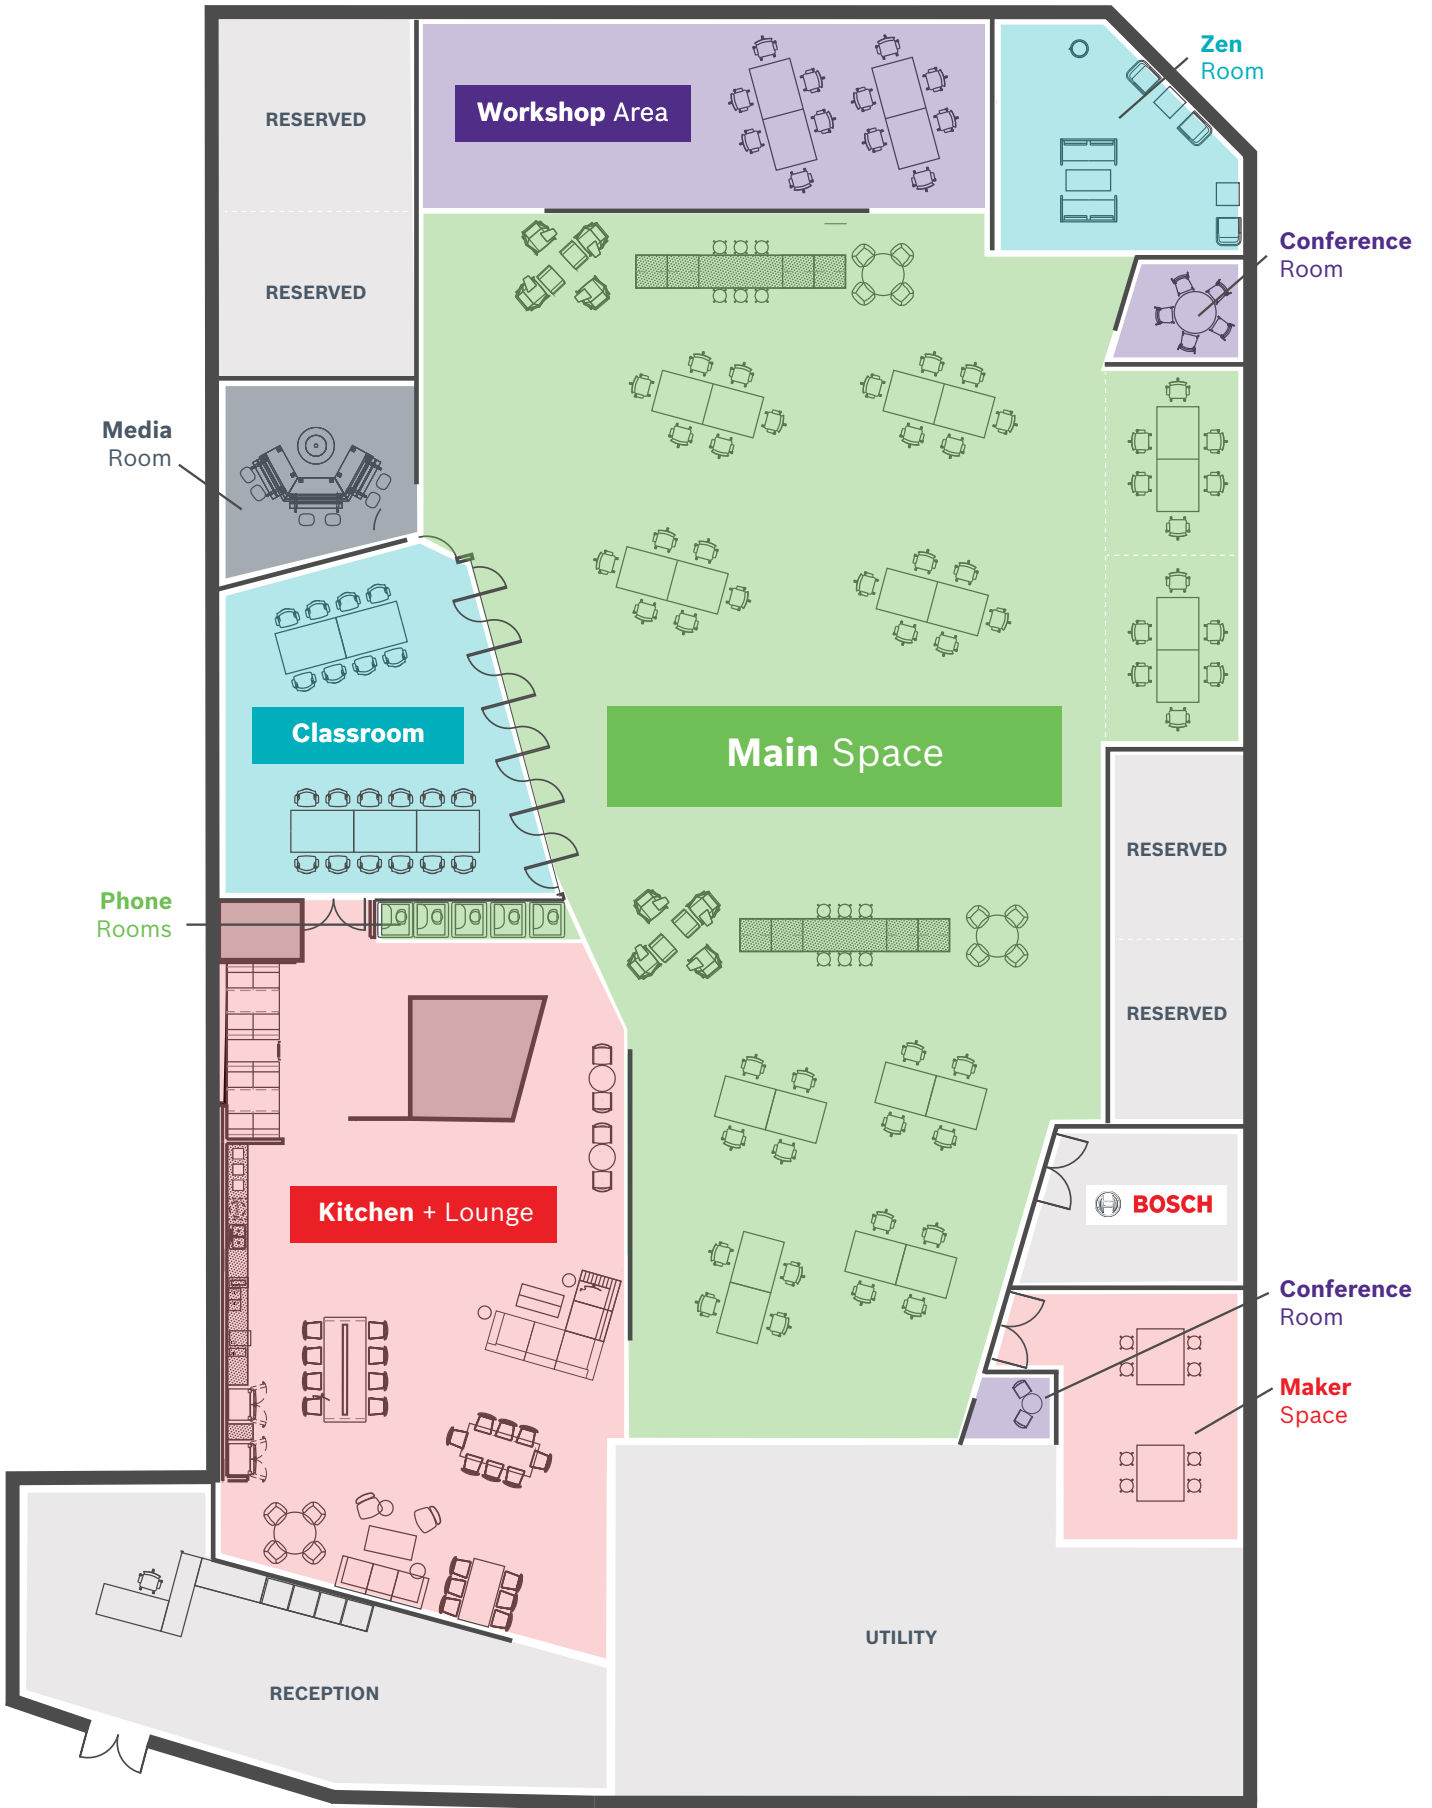 Zen
Room
RESERVED
Workshop Area
Conference
Room
RESERVED
Media
Room
Classroom
Main Space
RESERVED
Phone
Rooms
RESERVED
BOSCH
Kitchen + Lounge
Conference
Room
Maker
Space
UTILITY
RECEPTION